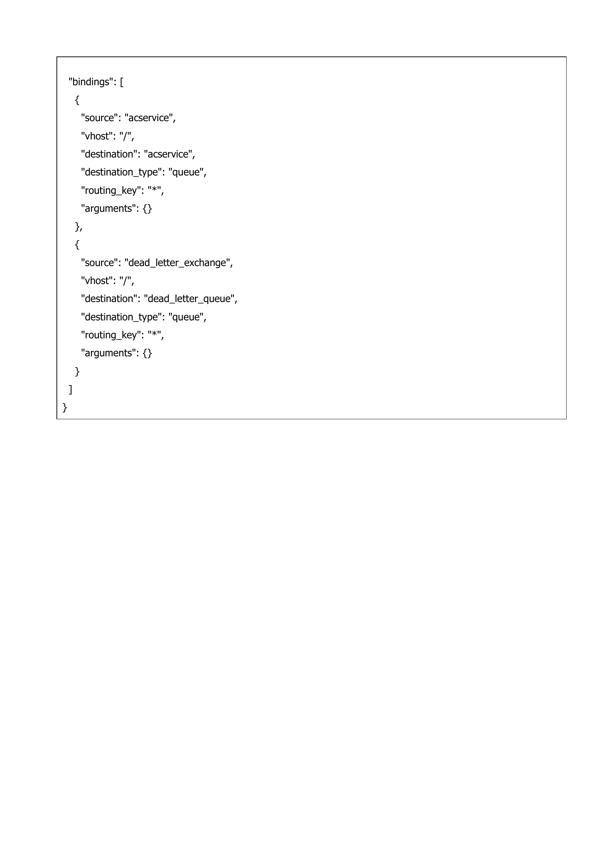 "bindings": [
{
"source": "acservice",
"vhost": "/",
"destination": "acservice",
"destination_type": "queue",
"routing_key": "*",
"arguments": {}
},
{
"source": "dead_letter_exchange",
"vhost": "/",
"destination": "dead_letter_queue",
"destination_type": "queue",
"routing_key": "*",
"arguments": {}
}
]
}